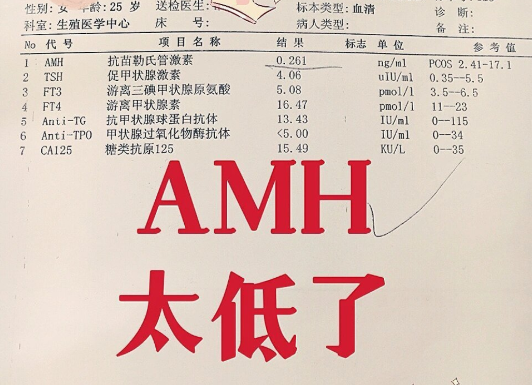 性别: 女 年龄: 25 岁 送检医生: 标本类型: 血清 诊 断:
科室: 生殖医学中心 床 号: 病人类型: 备 注:
No 代 号 项 目 名 称 结 果 标志 单 位 参 考 值
1 AMH 抗苗勒氏管激素 0.261 ng/ml PCOS 2.41-17.1
2 TSH 促甲状腺激素 4.06 uIU/ml 0.35--5.5
3 FT3 游离三碘甲状腺原氨酸 5.08 pmol/l 3.5--6.5
4 FT4 游离甲状腺素 16.47 pmol/l 11--23
5 Anti-TG 抗甲状腺球蛋白抗体 13.43 IU/ml 0--115
6 Anti-TPO 甲状腺过氧化物酶抗体 <5.00 IU/ml 0--34
7 CA125 糖类抗原125 15.49 KU/L 0--35
AMH
太低了